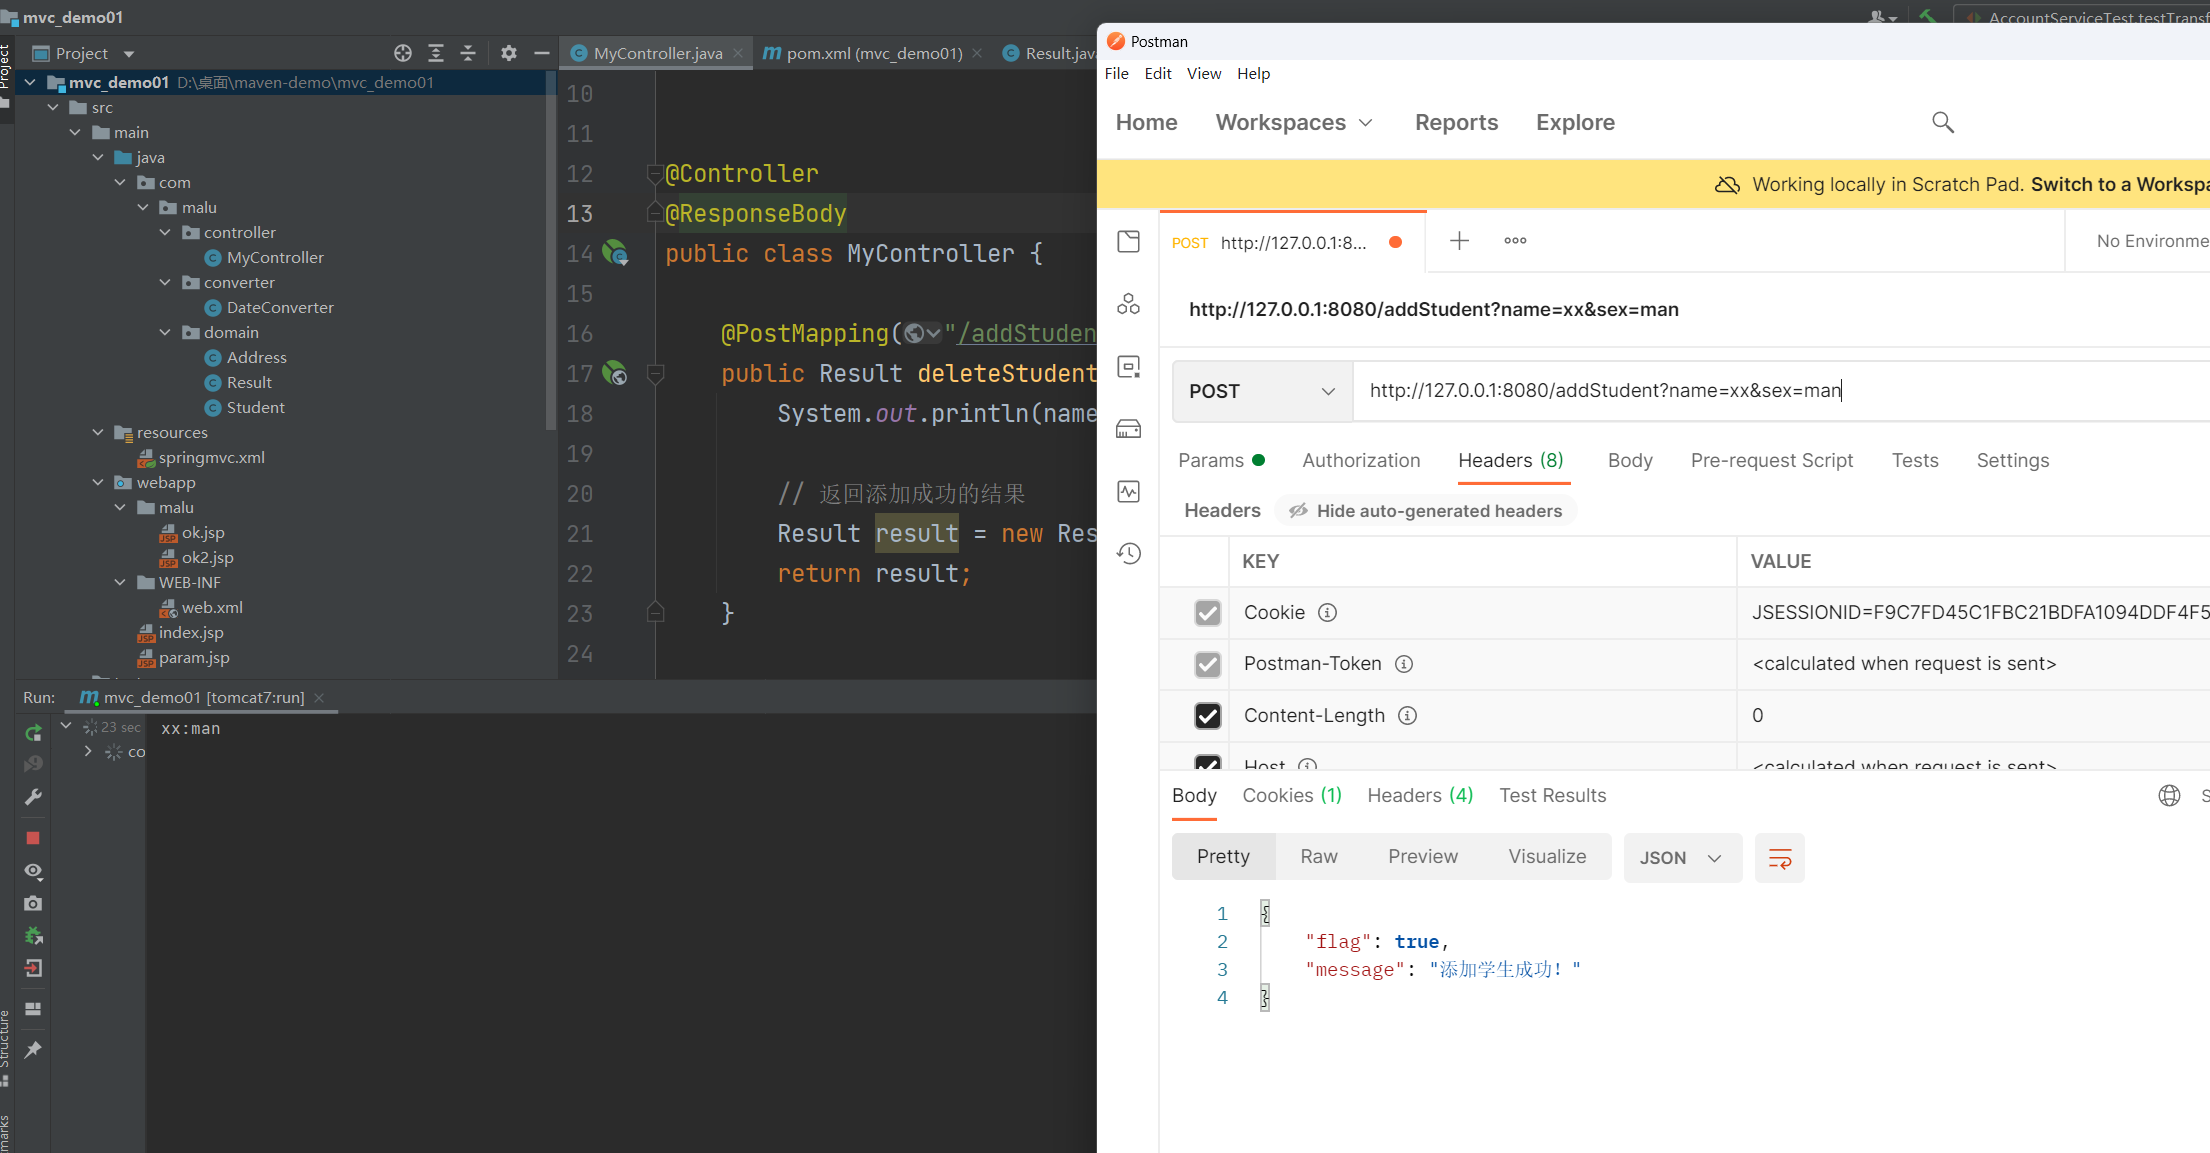 mvc_demo01
AccountServiceTest.testTransf
Project
Project
mvc_demo01 D:\桌面\maven-demo\mvc_demo01
src
main
java
com
malu
controller
MyController
converter
DateConverter
domain
Address
Result
Student
resources
springmvc.xml
webapp
malu
ok.jsp
ok2.jsp
WEB-INF
web.xml
index.jsp
param.jsp
MyController.java
pom.xml (mvc_demo01)
Result.java
10
11
12 @Controller
13 @ResponseBody
14 public class MyController {
15
16 @PostMapping("/addStuden
17 public Result deleteStudent
18 System.out.println(name
19
20 // 返回添加成功的结果
21 Result result = new Res
22 return result;
23 }
24
Run: mvc_demo01 [tomcat7:run]
23 sec
co
xx:man
Structure
marks
Postman
File Edit View Help
Home Workspaces Reports Explore
Working locally in Scratch Pad. Switch to a Workspa
POST http://127.0.0.1:8...
No Environme
http://127.0.0.1:8080/addStudent?name=xx&sex=man
POST http://127.0.0.1:8080/addStudent?name=xx&sex=man
Params Authorization Headers (8) Body Pre-request Script Tests Settings
Headers Hide auto-generated headers
KEY VALUE
Cookie JSESSIONID=F9C7FD45C1FBC21BDFA1094DDF4F5
Postman-Token <calculated when request is sent>
Content-Length 0
Host <calculated when request is sent>
Body Cookies (1) Headers (4) Test Results
S
Pretty Raw Preview Visualize JSON
1 {
2 "flag": true,
3 "message": "添加学生成功！"
4 }